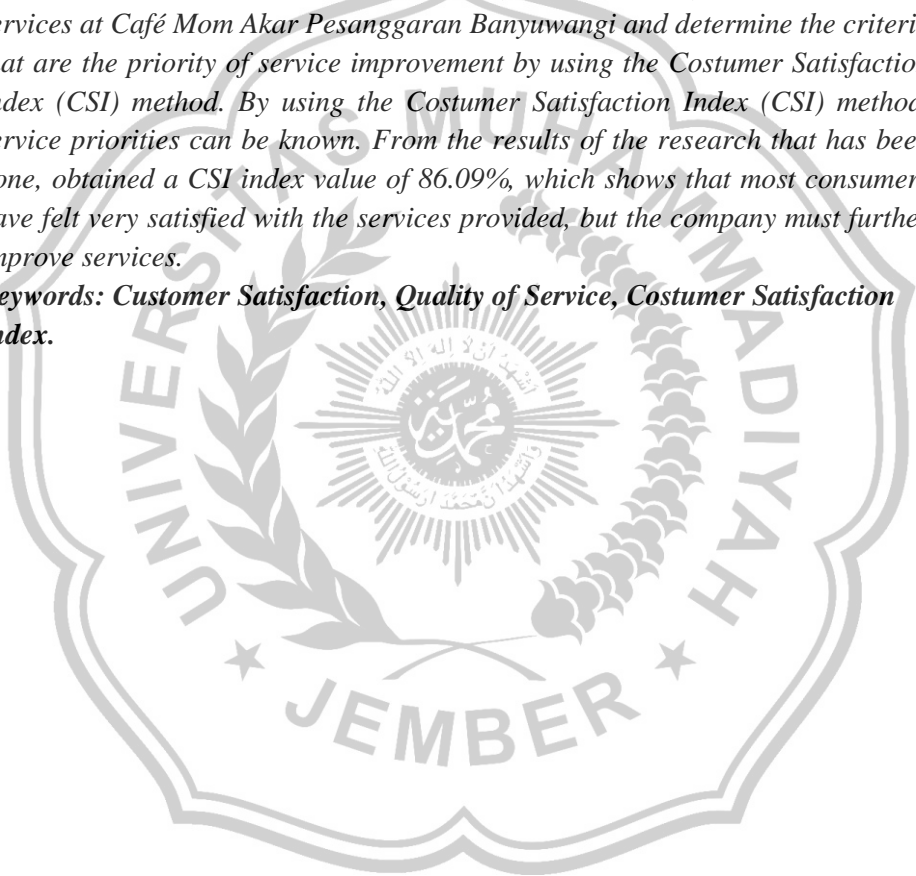 ervices at Café Mom Akar Pesanggaran Banyuwangi and determine the criteri
hat are the priority of service improvement by using the Costumer Satisfactio
ndex (CSI) method. By using the Costumer Satisfaction Index (CSI) method
ervice priorities can be known. From the results of the research that has bee
one, obtained a CSI index value of 86.09%, which shows that most consumer
ave felt very satisfied with the services provided, but the company must furthe
mprove services.
eywords: Customer Satisfaction, Quality of Service, Costumer Satisfaction
ndex.
UNIVERSITAS MUHAMMADIYAH
JEMBER